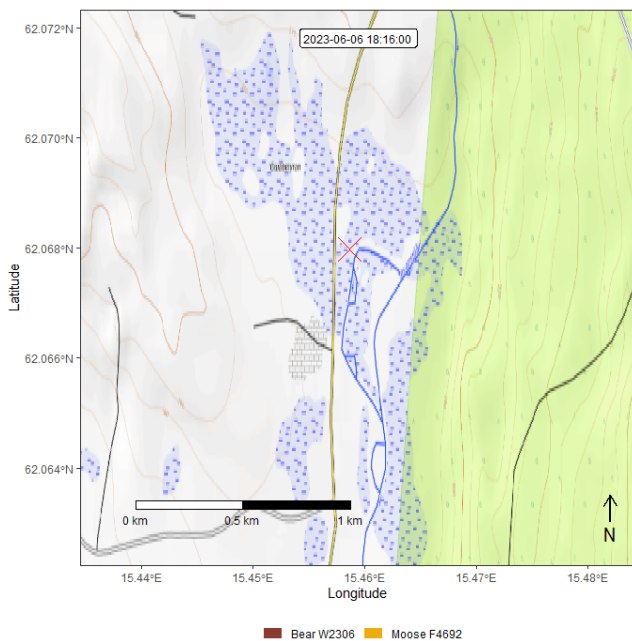 2023-06-06 18:16:00
62.072°N
62.070°N
62.068°N
62.066°N
62.064°N
Latitude
0 km 0.5 km 1 km
N
15.44°E 15.45°E 15.46°E 15.47°E 15.48°E
Longitude
Bear W2306 Moose F4692